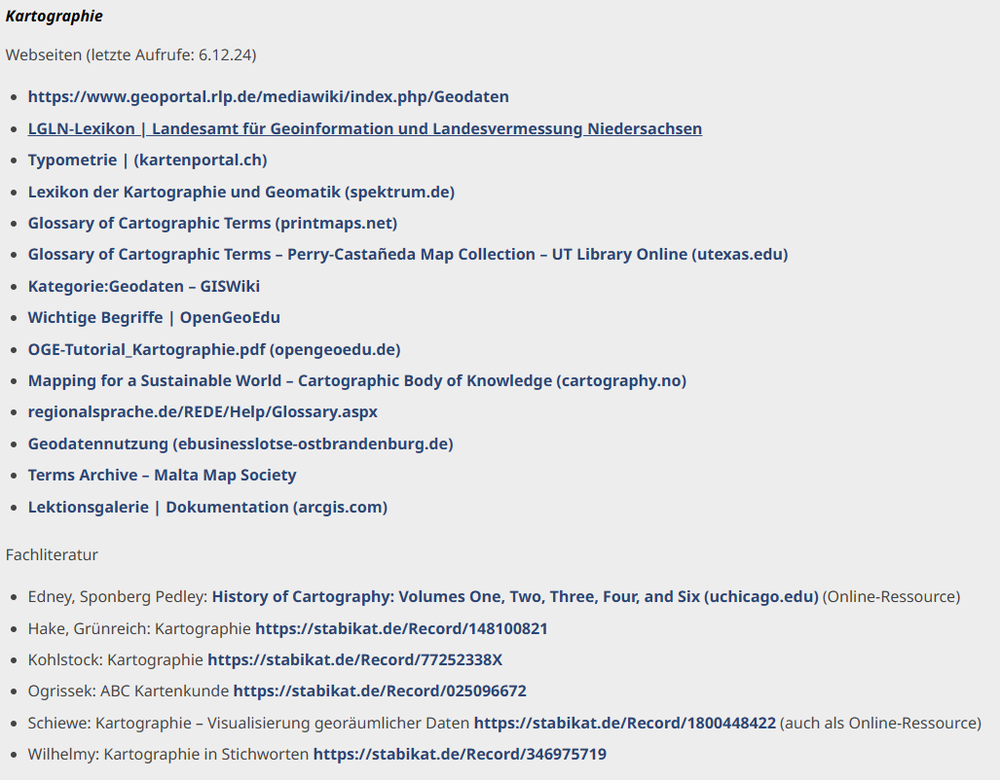 Kartographie
Webseiten (letzte Aufrufe: 6.12.24)
https://www.geoportal.rlp.de/mediawiki/index.php/Geodaten
LGLN-Lexikon | Landesamt für Geoinformation und Landesvermessung Niedersachsen
Typometrie | (kartenportal.ch)
Lexikon der Kartographie und Geomatik (spektrum.de)
Glossary of Cartographic Terms (printmaps.net)
Glossary of Cartographic Terms – Perry-Castañeda Map Collection – UT Library Online (utexas.edu)
Kategorie:Geodaten – GISWiki
Wichtige Begriffe | OpenGeoEdu
OGE-Tutorial_Kartographie.pdf (opengeoedu.de)
Mapping for a Sustainable World – Cartographic Body of Knowledge (cartography.no)
regionalsprache.de/REDE/Help/Glossary.aspx
Geodatennutzung (ebusinesslotse-ostbrandenburg.de)
Terms Archive – Malta Map Society
Lektionsgalerie | Dokumentation (arcgis.com)
Fachliteratur
Edney, Sponberg Pedley: History of Cartography: Volumes One, Two, Three, Four, and Six (uchicago.edu) (Online-Ressource)
Hake, Grünreich: Kartographie https://stabikat.de/Record/148100821
Kohlstock: Kartographie https://stabikat.de/Record/77252338X
Ogrissek: ABC Kartenkunde https://stabikat.de/Record/025096672
Schiewe: Kartographie – Visualisierung georäumlicher Daten https://stabikat.de/Record/1800448422 (auch als Online-Ressource)
Wilhelmy: Kartographie in Stichworten https://stabikat.de/Record/346975719